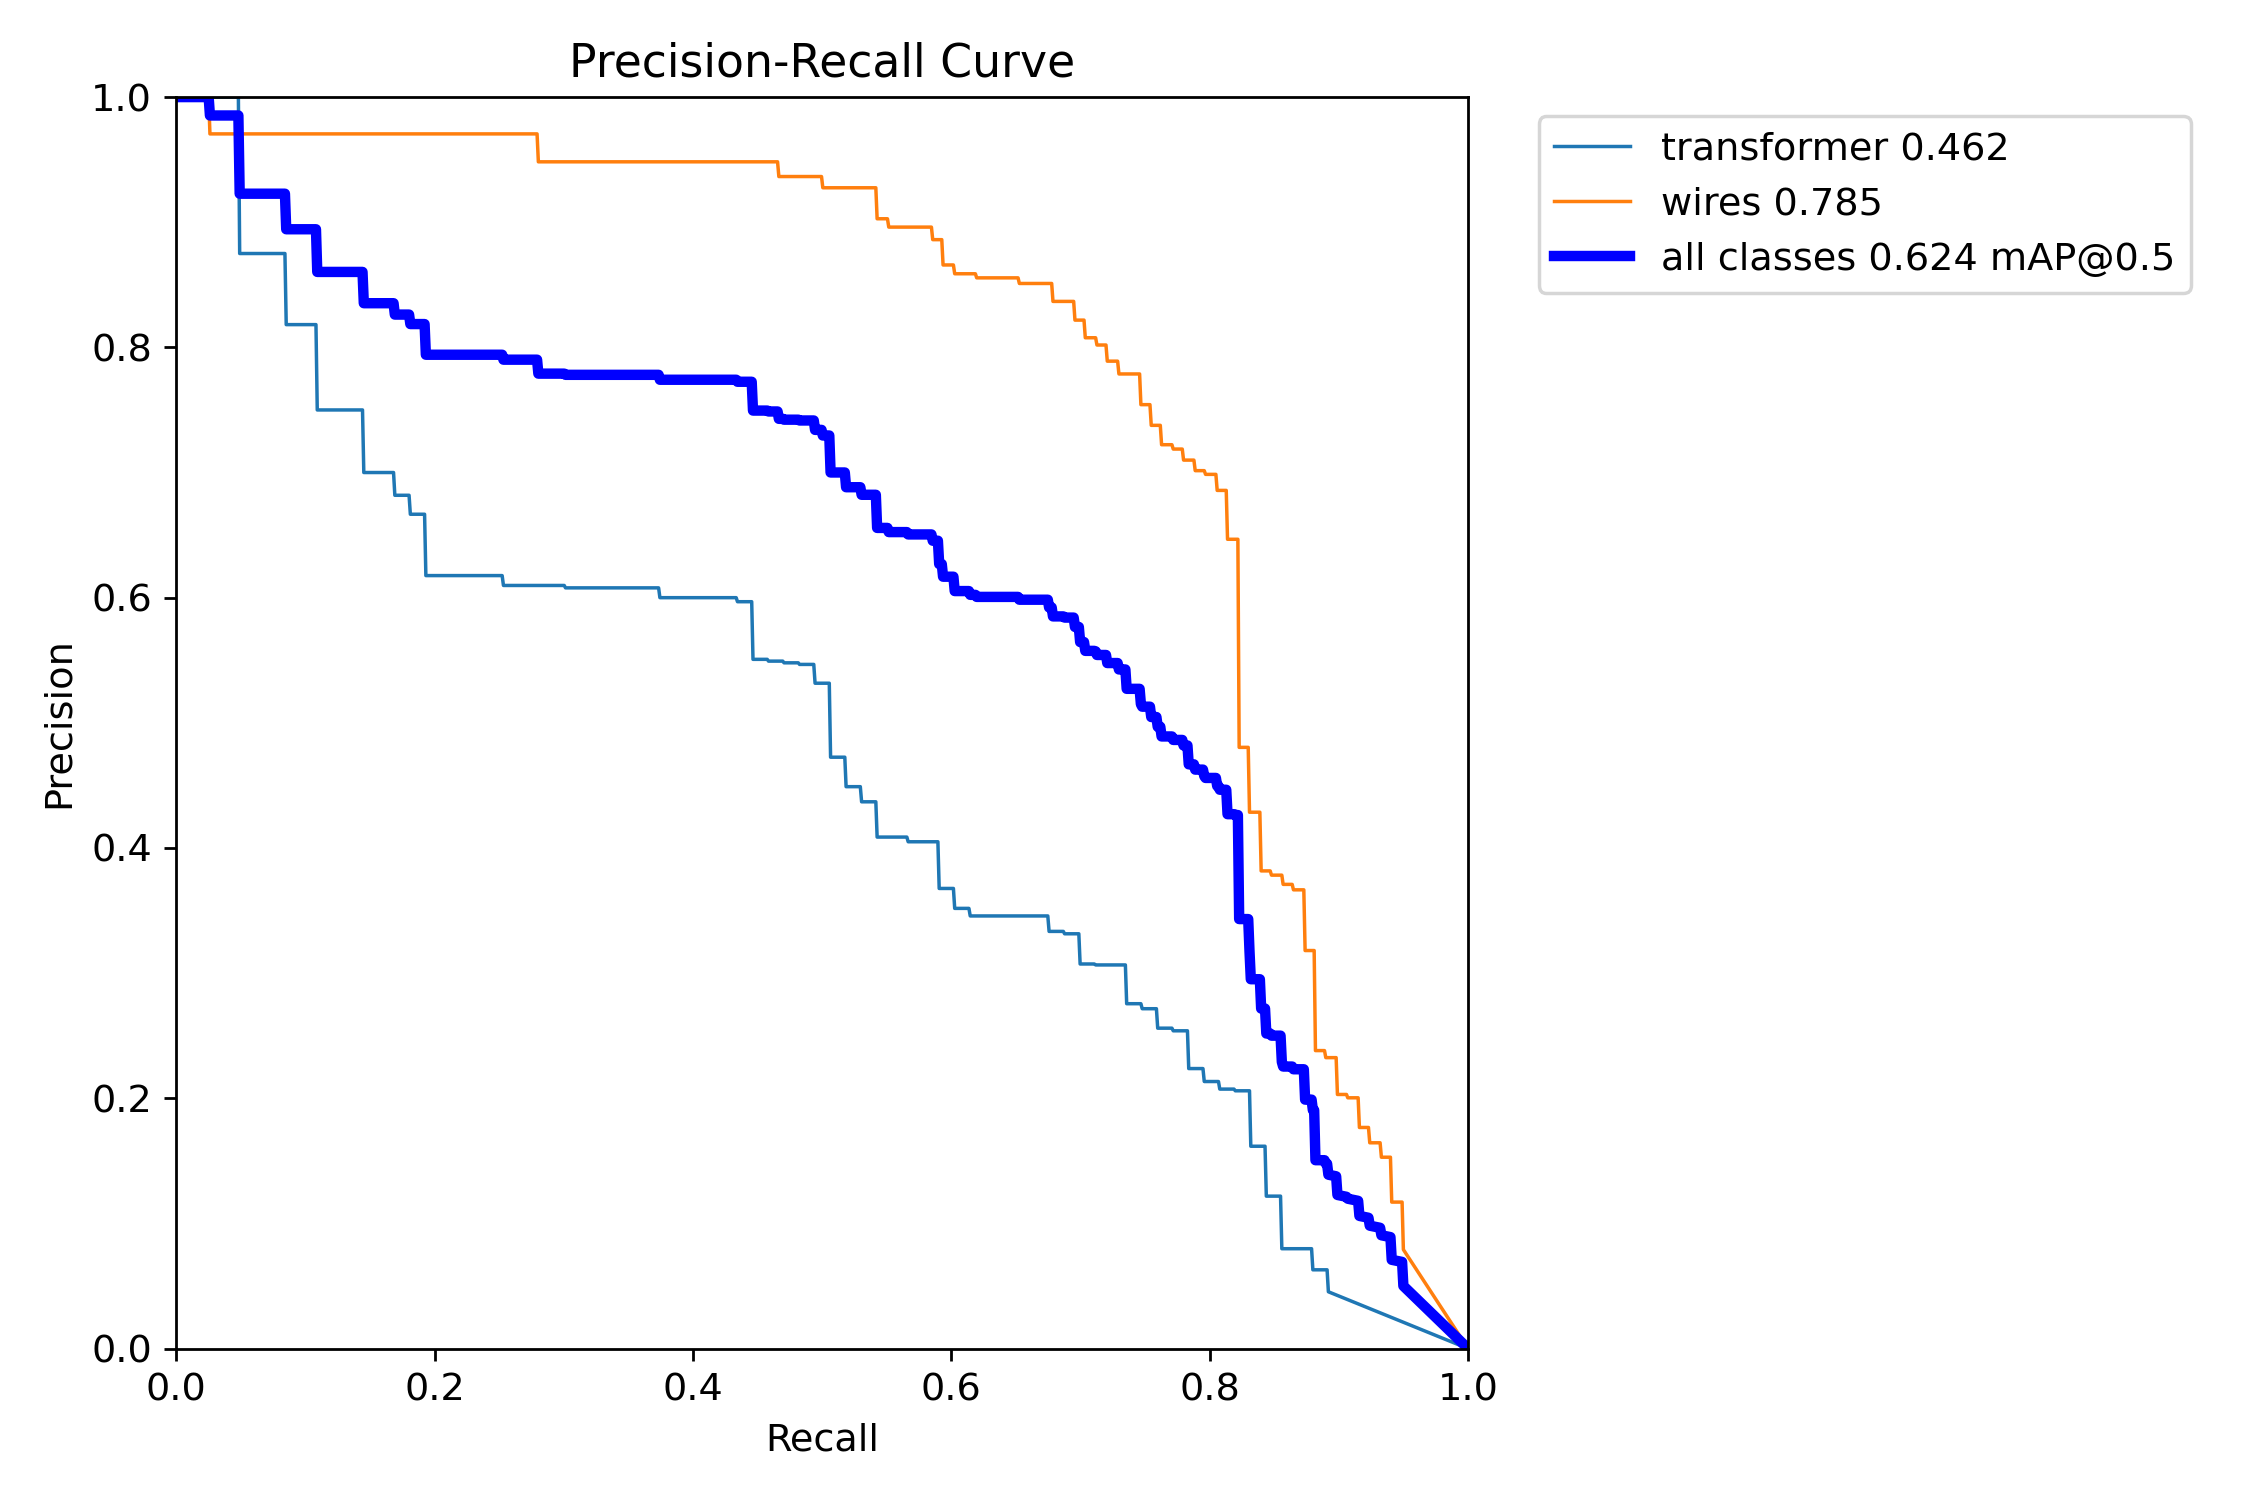 Precision-Recall Curve
transformer 0.462
wires 0.785
all classes 0.624 mAP@0.5
Precision
1.0
0.8
0.6
0.4
0.2
0.0
0.0 0.2 0.4 0.6 0.8 1.0
Recall